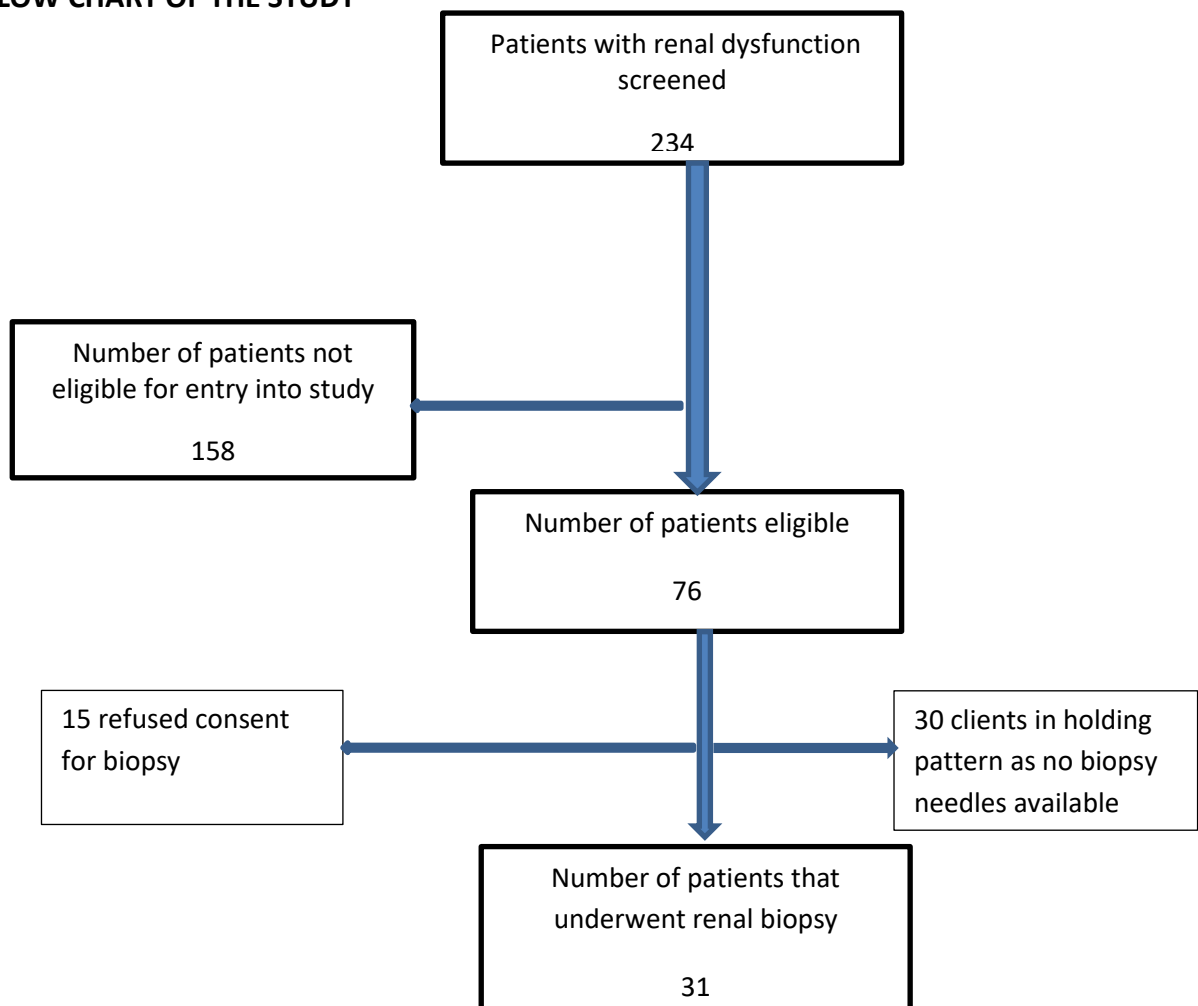 LOW CHART OF THE STUDY
Patients with renal dysfunction
screened
234
Number of patients not
eligible for entry into study
158
Number of patients eligible
76
15 refused consent
for biopsy
30 clients in holding
pattern as no biopsy
needles available
Number of patients that
underwent renal biopsy
31